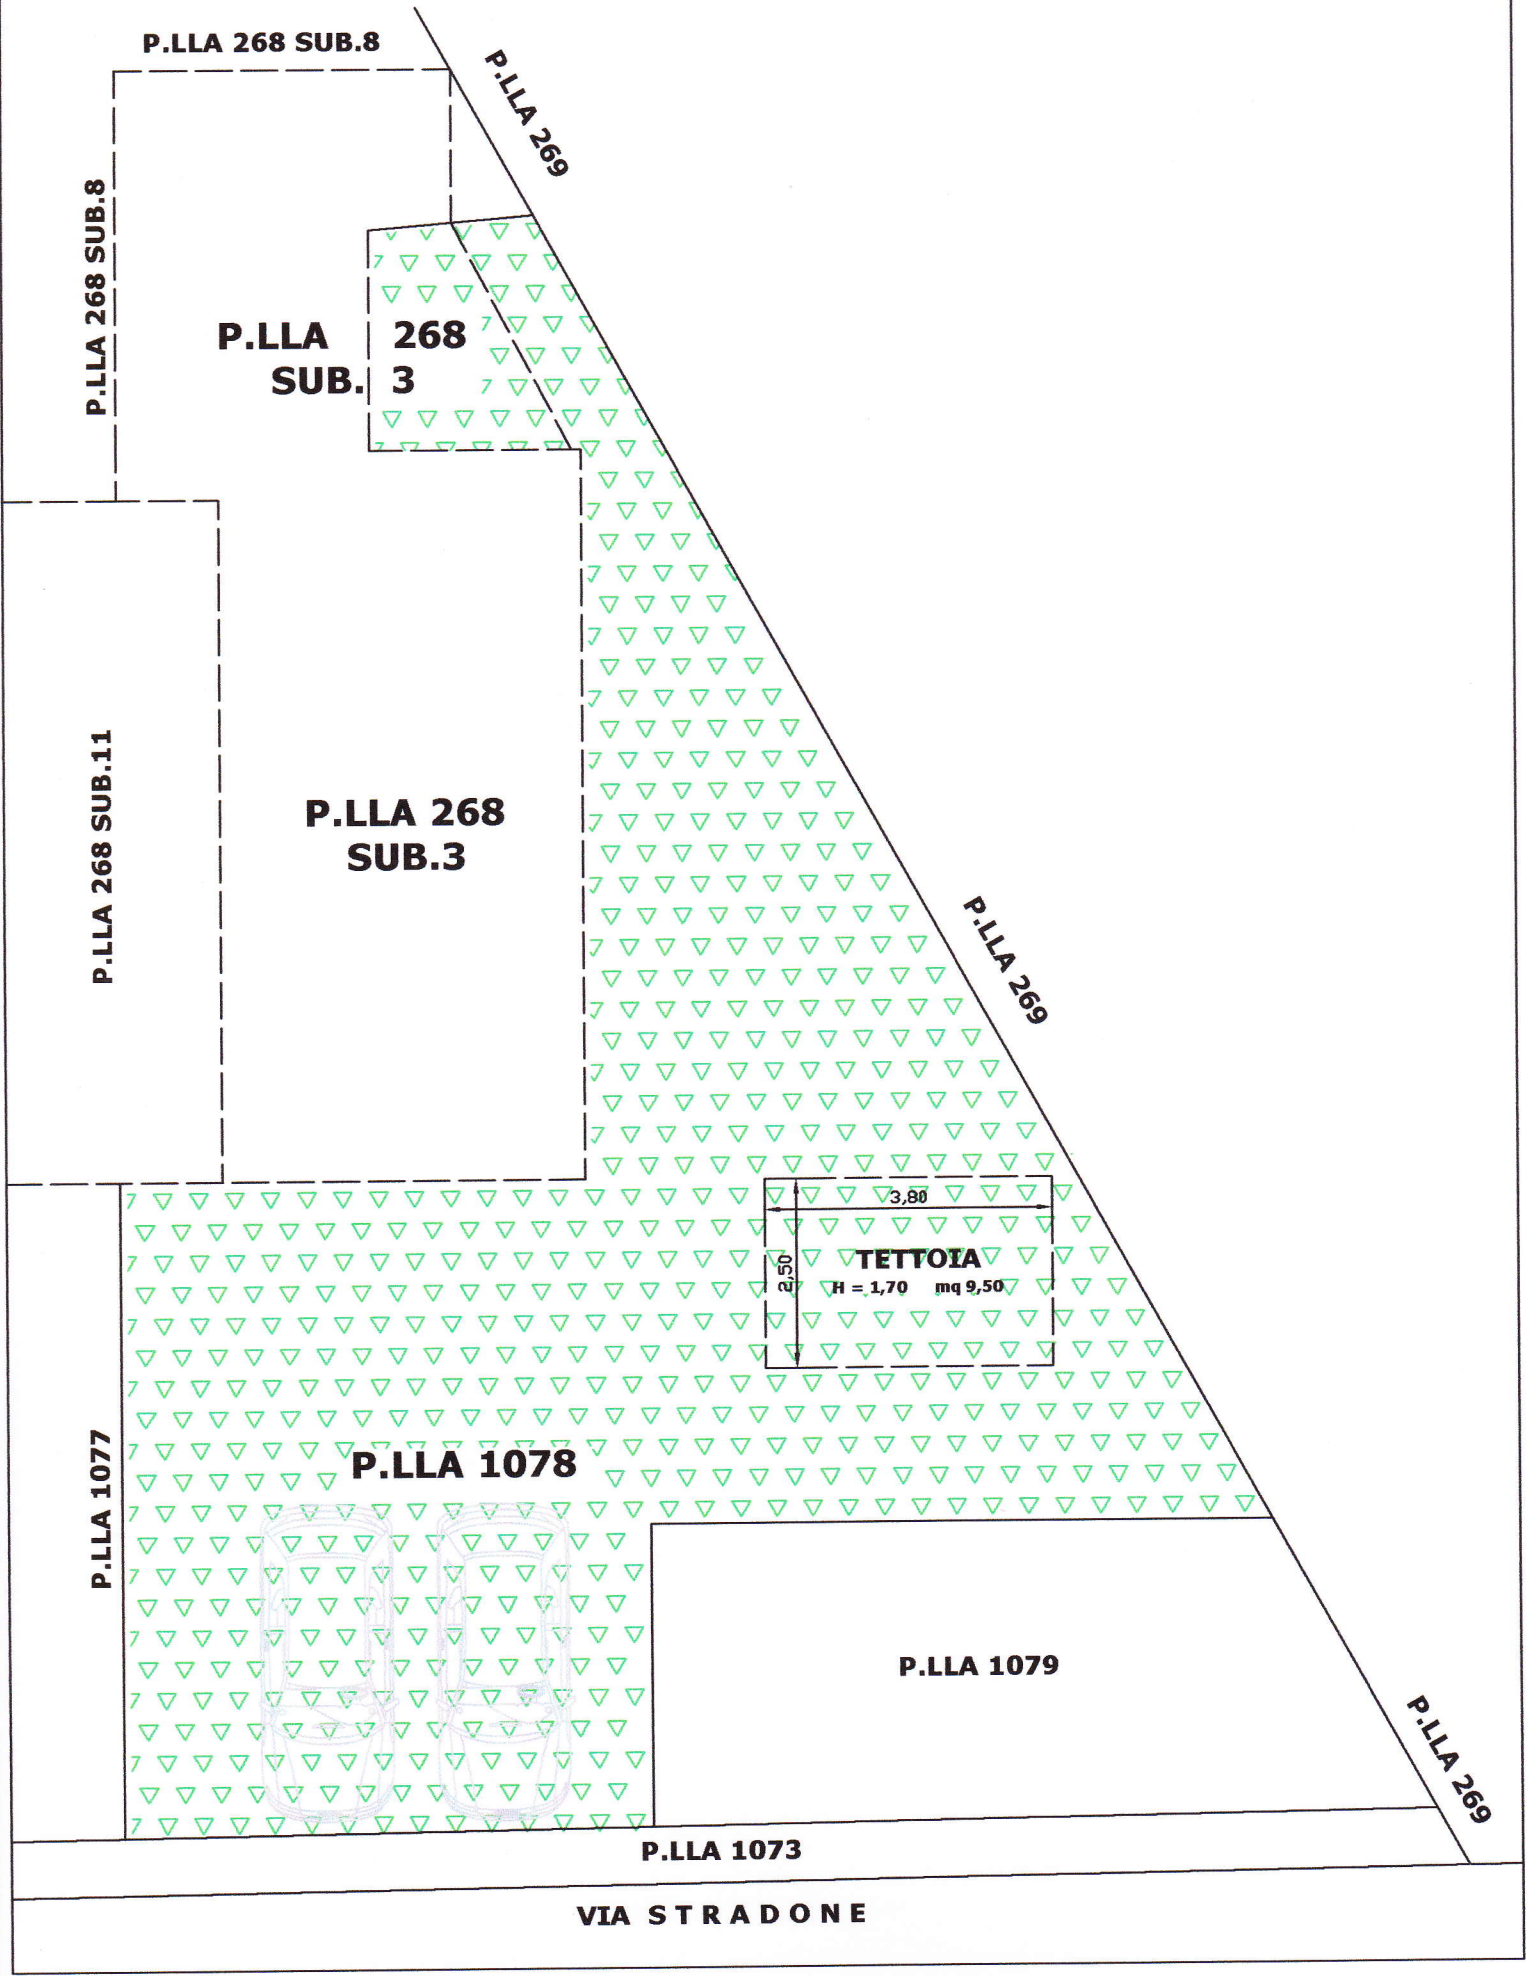 P.LLA 268 SUB.8
P.LLA 269
P.LLA 268 SUB.8
P.LLA 268
SUB. 3
P.LLA 268 SUB.11
P.LLA 268
SUB.3
P.LLA 269
3,80
2,50
TETTOIA
H = 1,70 mq 9,50
P.LLA 1077
P.LLA 1078
P.LLA 1079
P.LLA 269
P.LLA 1073
VIA STRADONE